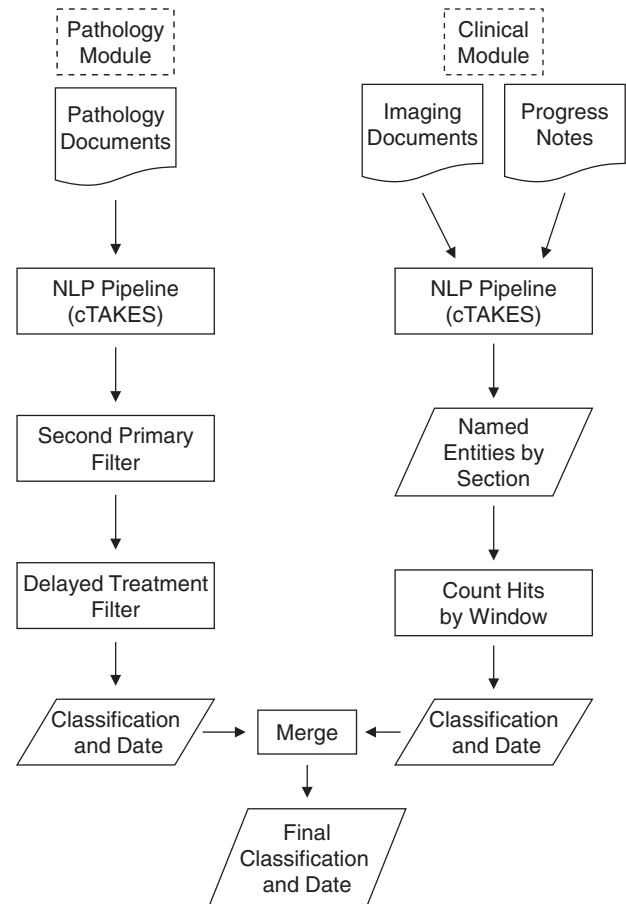 Pathology
Module
Pathology
Documents
NLP Pipeline
(cTAKES)
Second Primary
Filter
Delayed Treatment
Filter
Classification
and Date
Clinical
Module
Imaging
Documents
Progress
Notes
NLP Pipeline
(cTAKES)
Named
Entities by
Section
Count Hits
by Window
Classification
and Date
Merge
Final
Classification
and Date